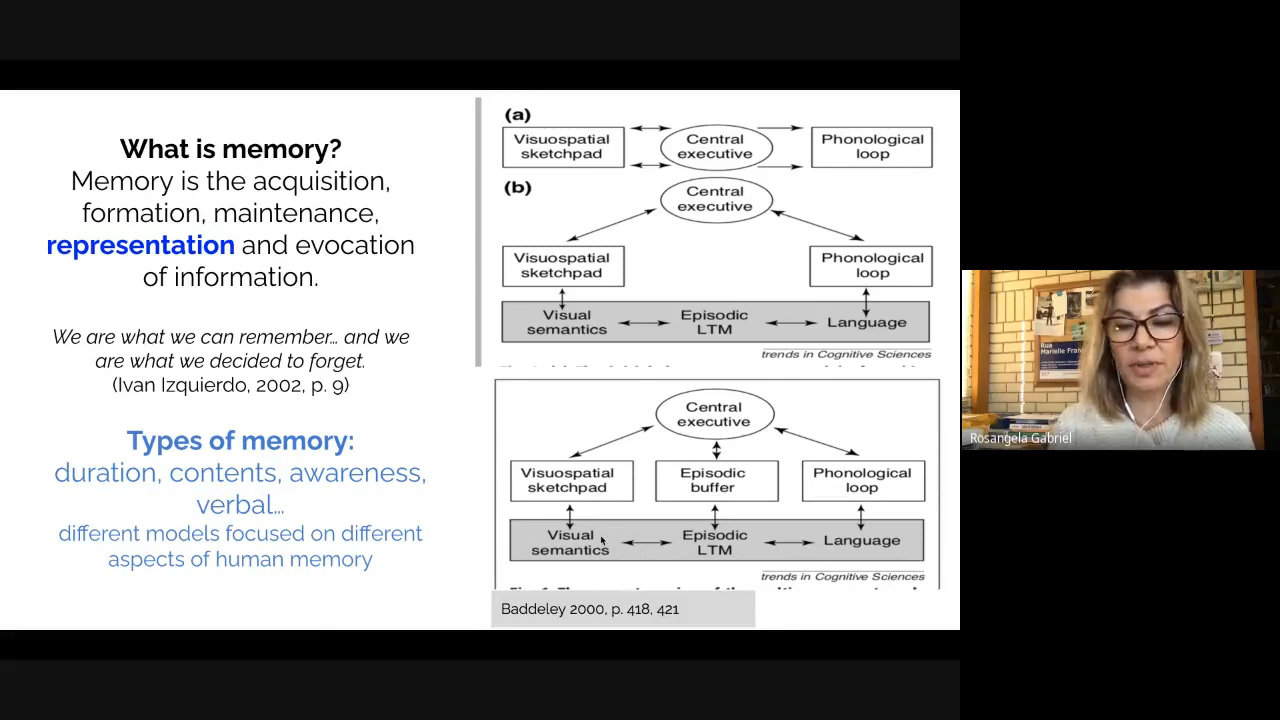 What is memory?
Memory is the acquisition,
formation, maintenance,
representation and evocation
of information.
We are what we can remember… and we
are what we decided to forget.
(Ivan Izquierdo, 2002, p. 9)
Types of memory:
duration, contents, awareness,
verbal…
different models focused on different
aspects of human memory
(a)
Visuospatial
sketchpad
Central
executive
Phonological
loop
(b)
Central
executive
Visuospatial
sketchpad
Phonological
loop
Visual
semantics
Episodic
LTM
Language
trends in Cognitive Sciences
Central
executive
Visuospatial
sketchpad
Episodic
buffer
Phonological
loop
Visual
semantics
Episodic
LTM
Language
trends in Cognitive Sciences
Baddeley 2000, p. 418, 421
Rua
Marielle
Rosangela Gabriel